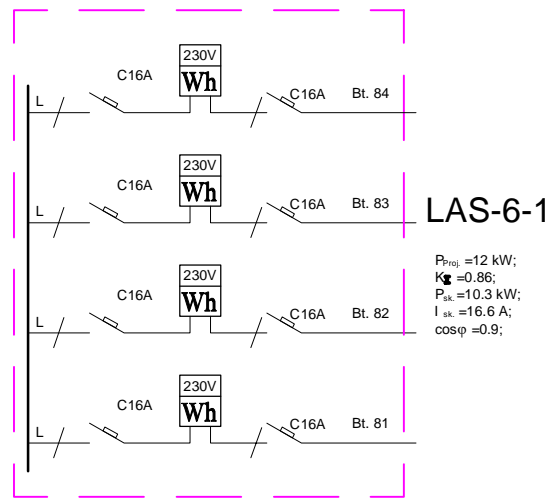 230V
C16A Wh C16A Bt. 84
L
230V
C16A Wh C16A Bt. 83
L
LAS-6-1
PProj. =12 kW;
KΣ =0.86;
Psk. =10.3 kW;
I sk. =16.6 A;
cosφ =0.9;
230V
C16A Wh C16A Bt. 82
L
230V
C16A Wh C16A Bt. 81
L